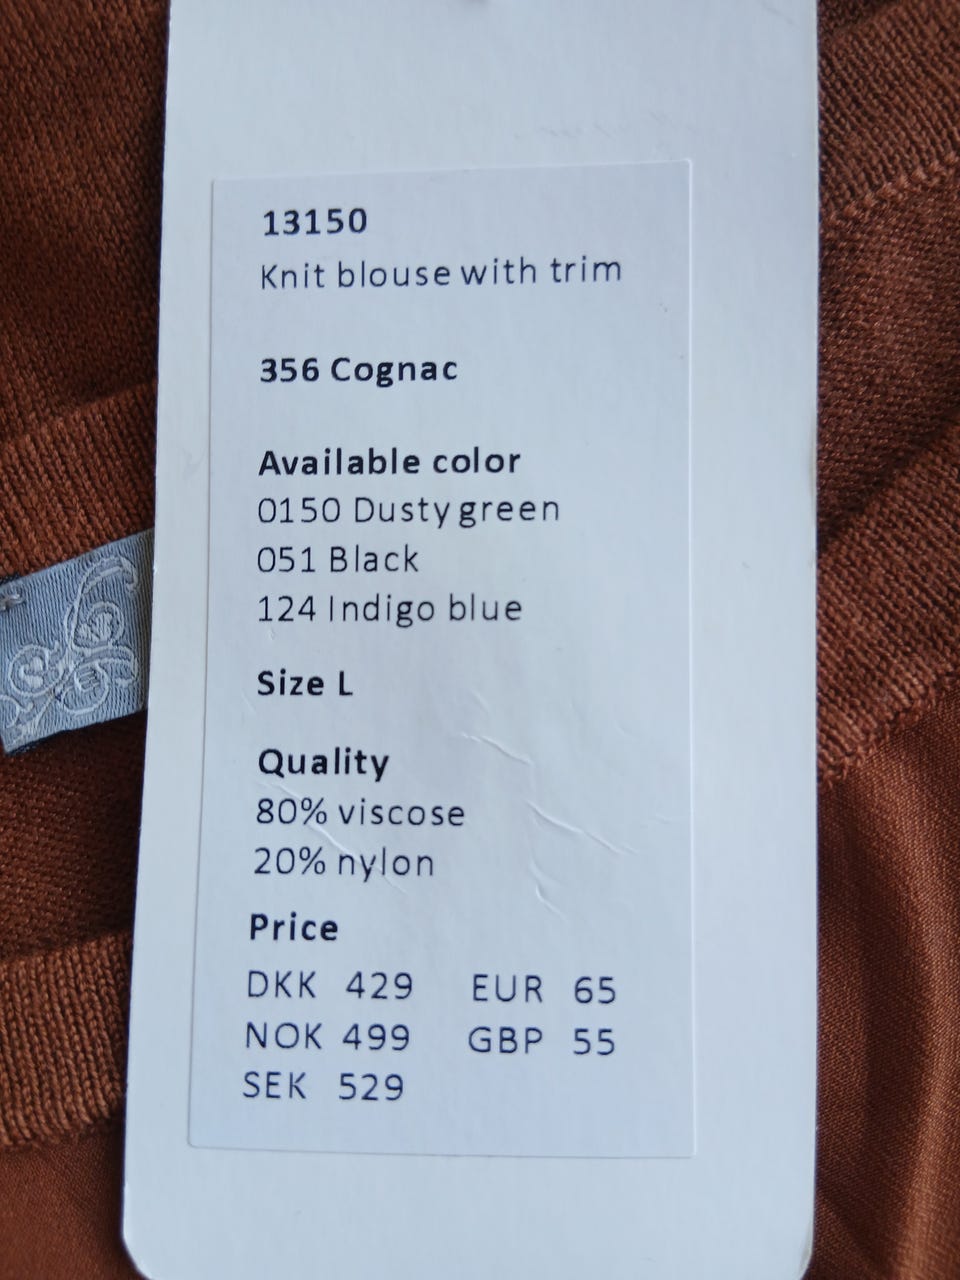 13150
Knit blouse with trim
356 Cognac
Available color
0150 Dusty green
051 Black
124 Indigo blue
Size L
Quality
80% viscose
20% nylon
Price
DKK 429 EUR 65
NOK 499 GBP 55
SEK 529